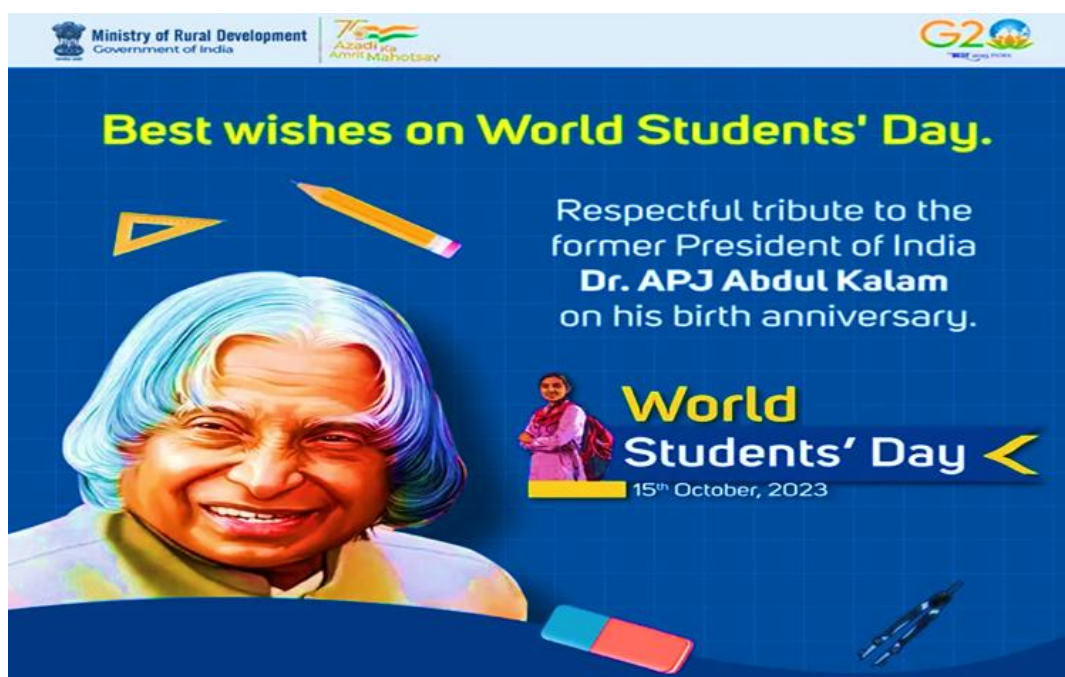 Ministry of Rural Development
Government of India
75
Azadi Ka
Amrit Mahotsav
G20
Best wishes on World Students' Day.
Respectful tribute to the
former President of India
Dr. APJ Abdul Kalam
on his birth anniversary.
World
Students' Day
15th October, 2023